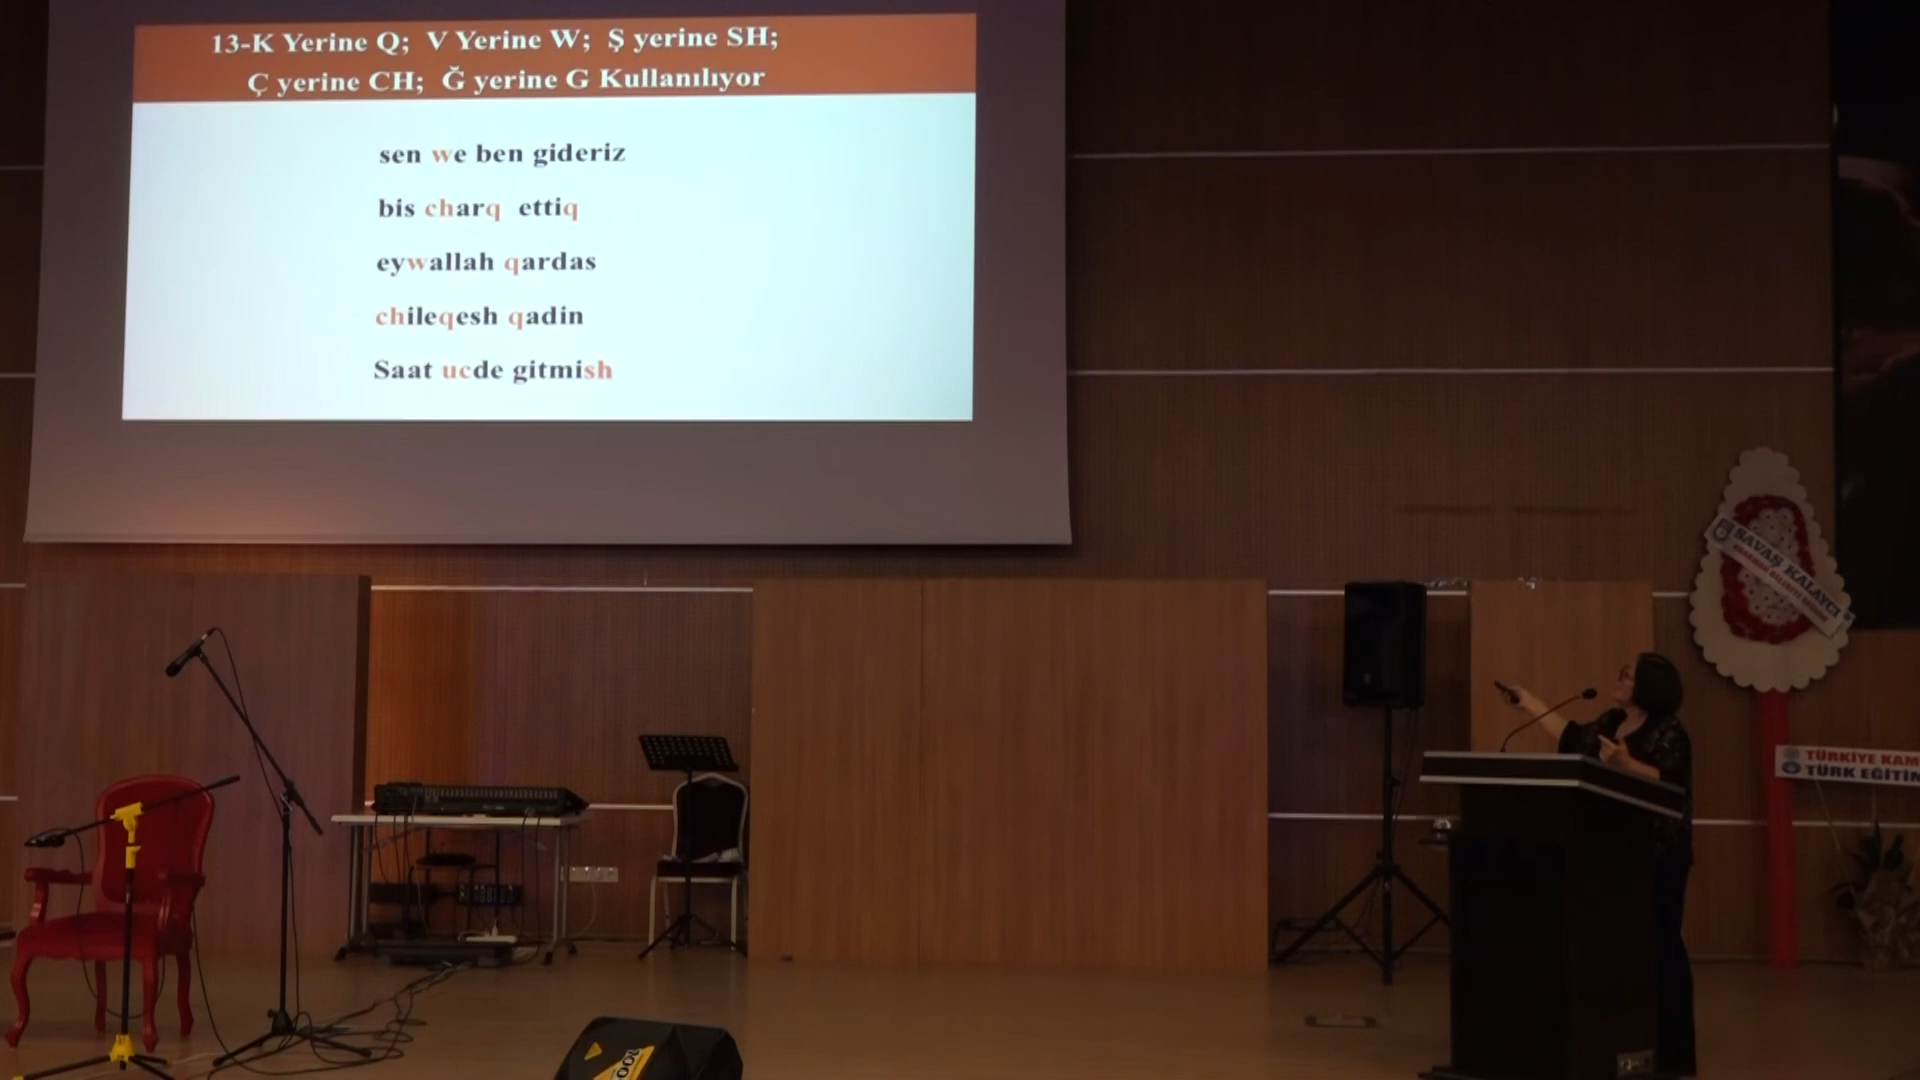 13-K Yerine Q; V Yerine W; Ş yerine SH;
Ç yerine CH; Ğ yerine G Kullanılıyor
sen we ben gideriz
bis charq ettiq
eywallah qardas
chileqesh qadin
Saat ucde gitmish
SAVAŞ KALAYCI
TÜRKİYE KAM
TÜRK EĞİTİM